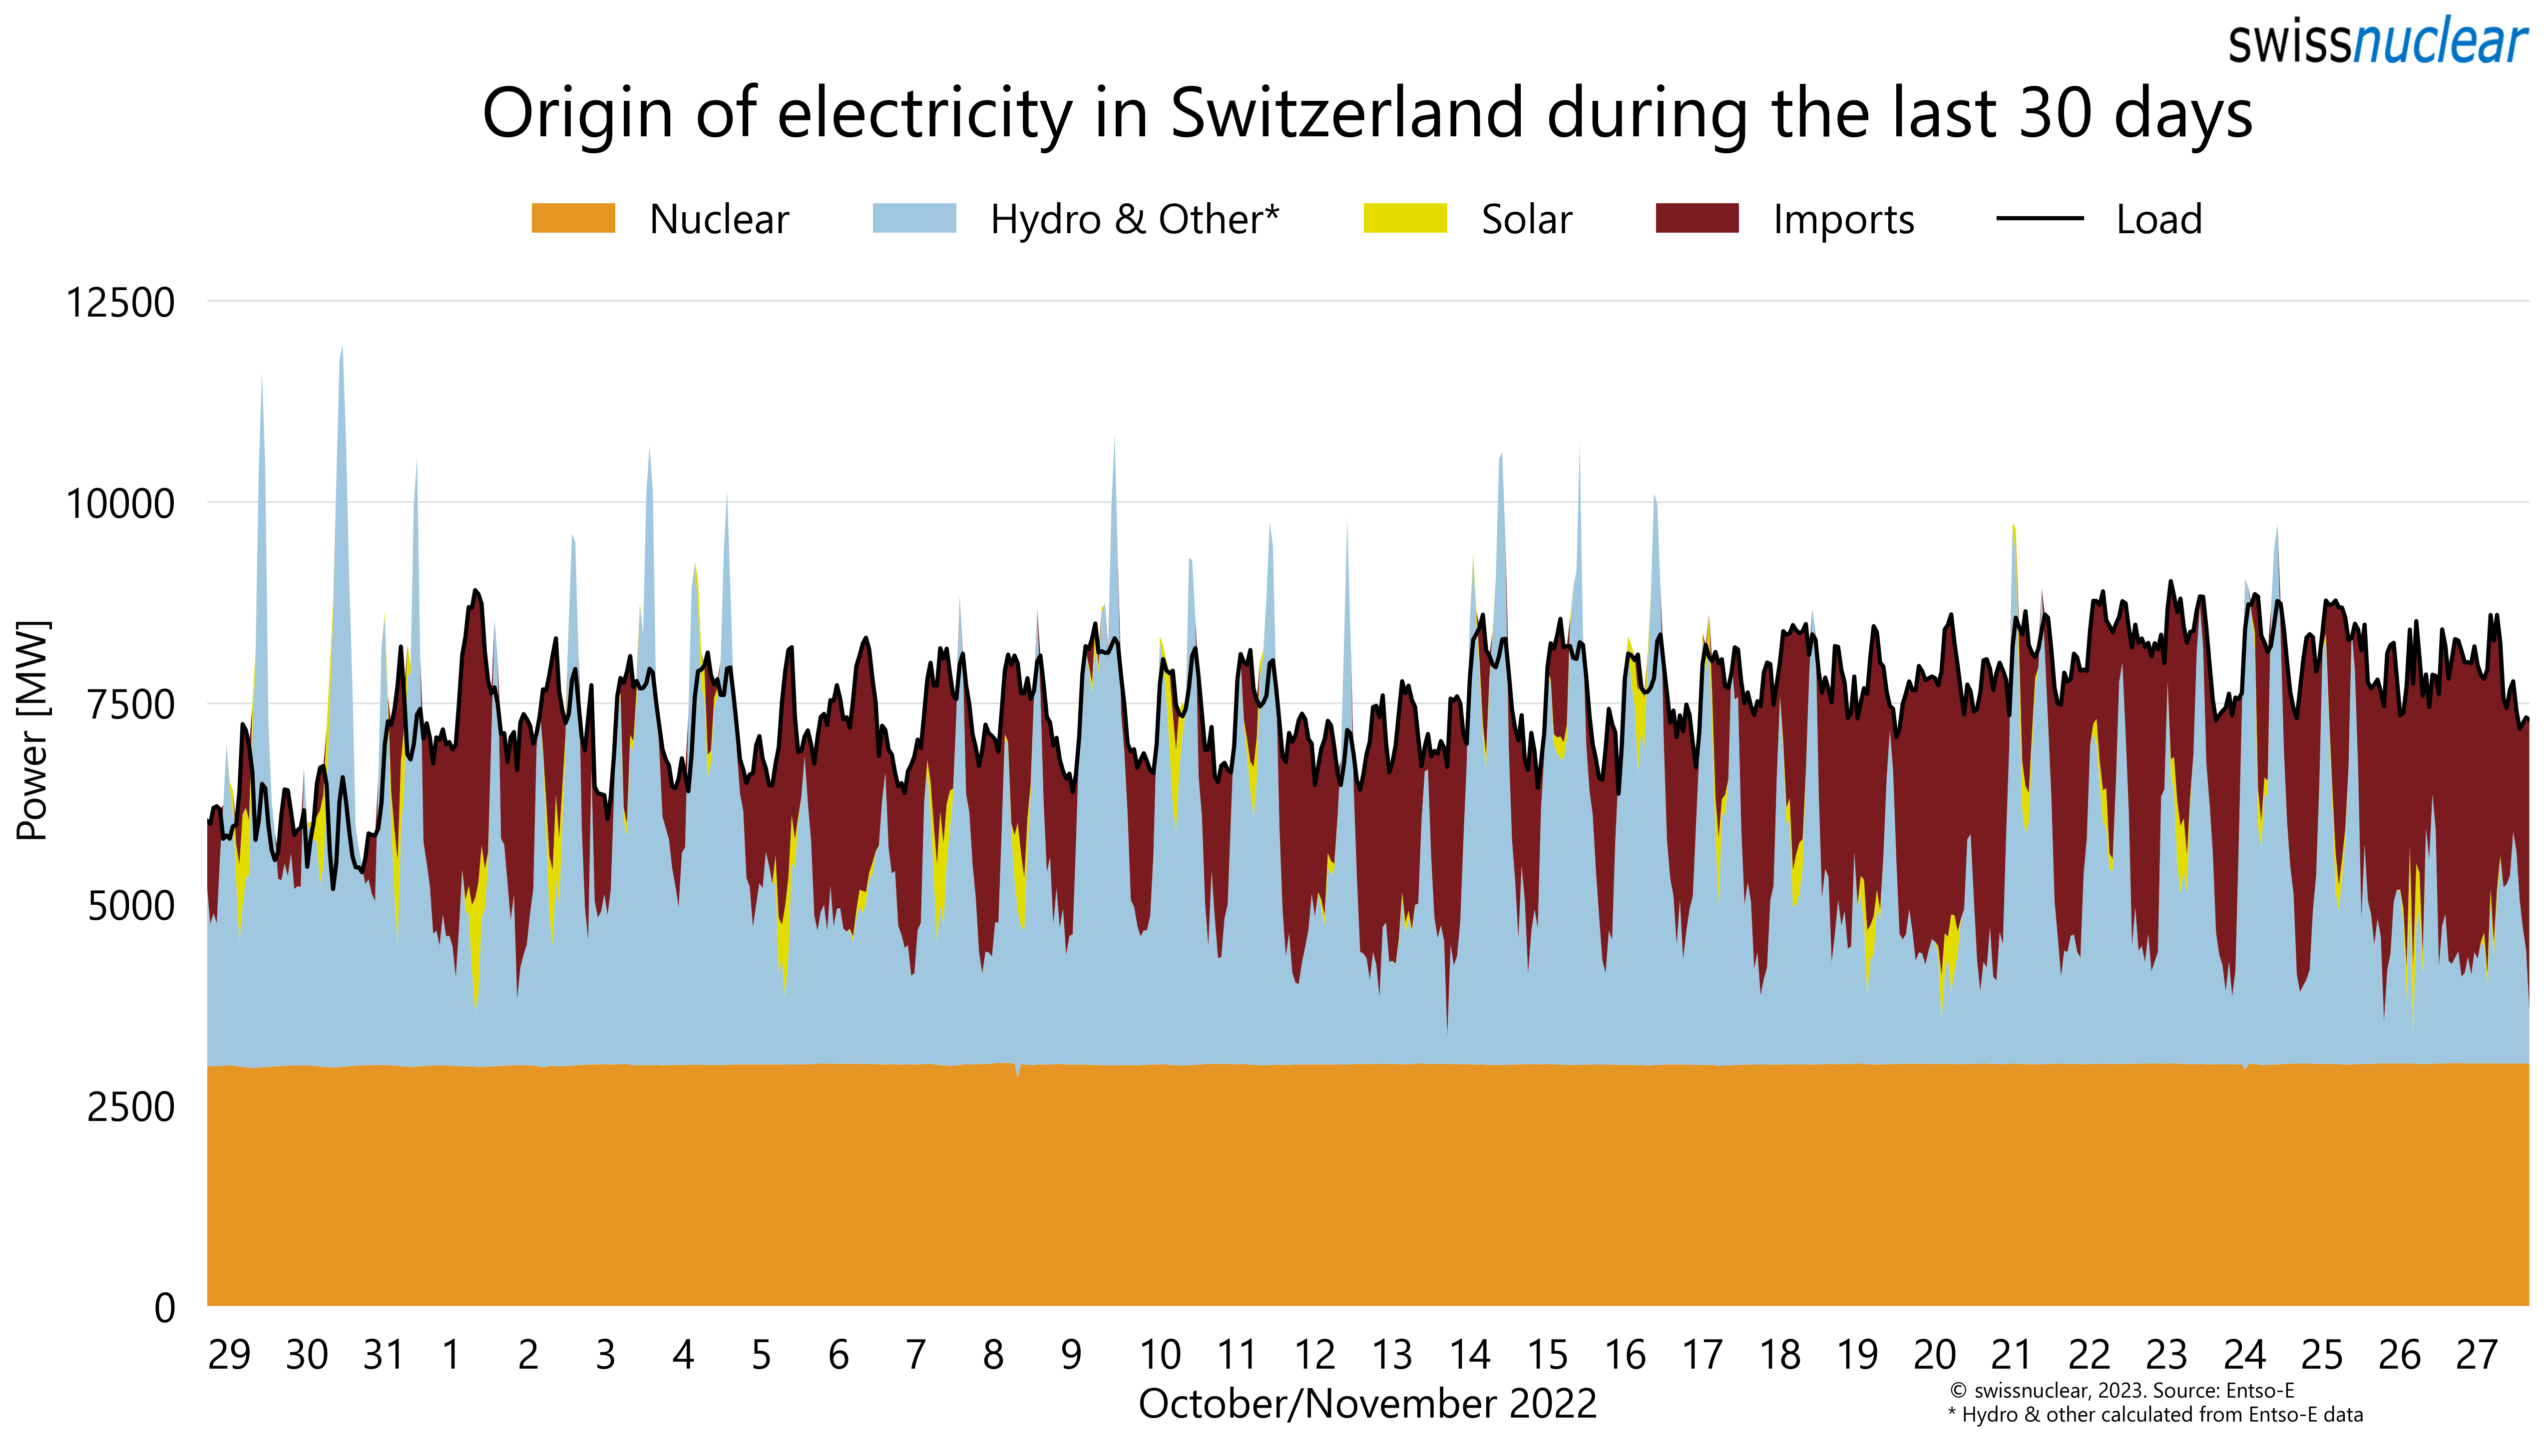 swissnuclear
Origin of electricity in Switzerland during the last 30 days
Nuclear Hydro & Other* Solar Imports Load
12500
10000
7500
5000
2500
0
Power [MW]
29 30 31 1 2 3 4 5 6 7 8 9 10 11 12 13 14 15 16 17 18 19 20 21 22 23 24 25 26 27
October/November 2022
© swissnuclear, 2023. Source: Entso-E
* Hydro & other calculated from Entso-E data